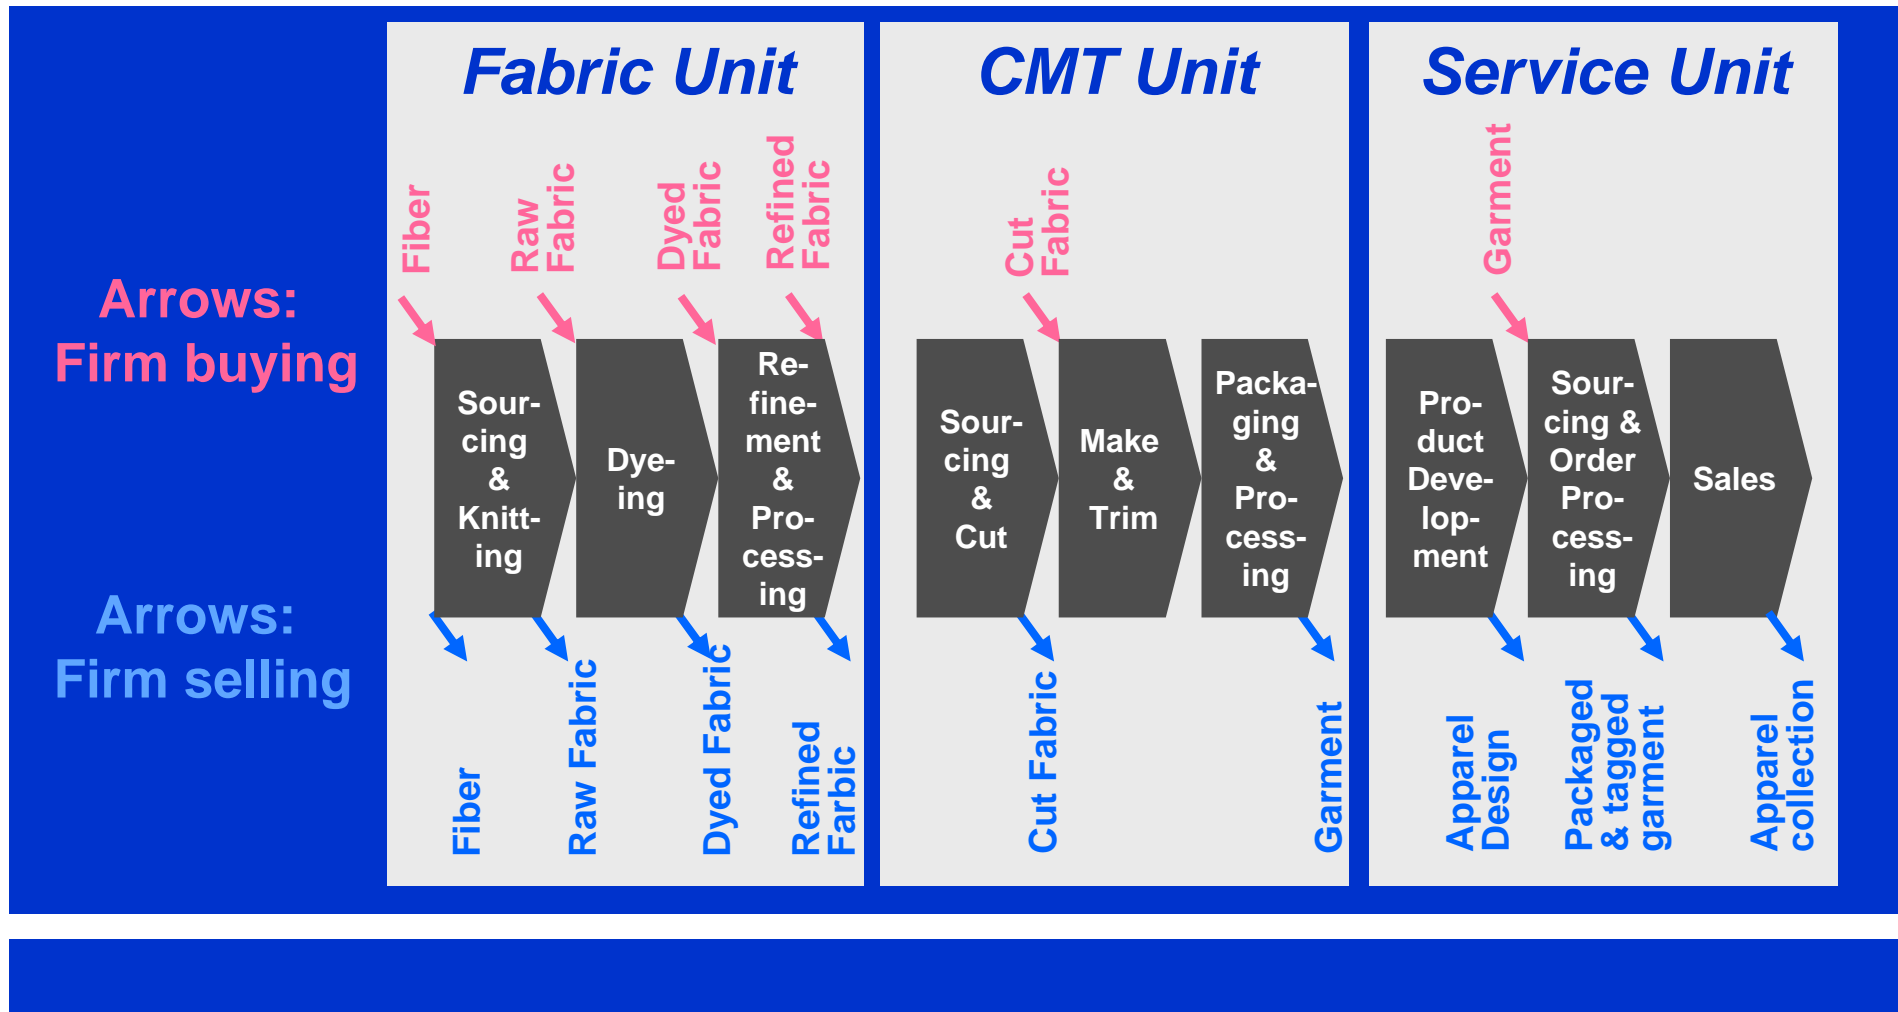 Fabric Unit
CMT Unit
Service Unit
Fiber
Raw
Fabric
Dyed
Fabric
Refined
Fabric
Cut
Fabric
Garment
Arrows:
Firm buying
Sour-
cing
&
Knitt-
ing
Dye-
ing
Re-
fine-
ment
&
Pro-
cess-
ing
Sour-
cing
&
Cut
Make
&
Trim
Packa-
ging
&
Pro-
cess-
ing
Pro-
duct
Deve-
lop-
ment
Sour-
cing &
Order
Pro-
cess-
ing
Sales
Arrows:
Firm selling
Fiber
Raw Fabric
Dyed Fabric
Refined
Farbic
Cut Fabric
Garment
Apparel
Design
Packaged
& tagged
garment
Apparel
collection